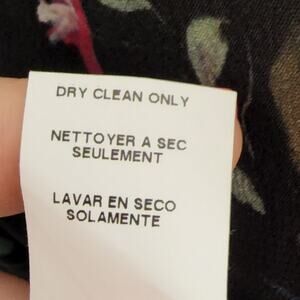 DRY CLEAN ONLY
NETTOYER A SEC
SEULEMENT
LAVAR EN SECO
SOLAMENTE